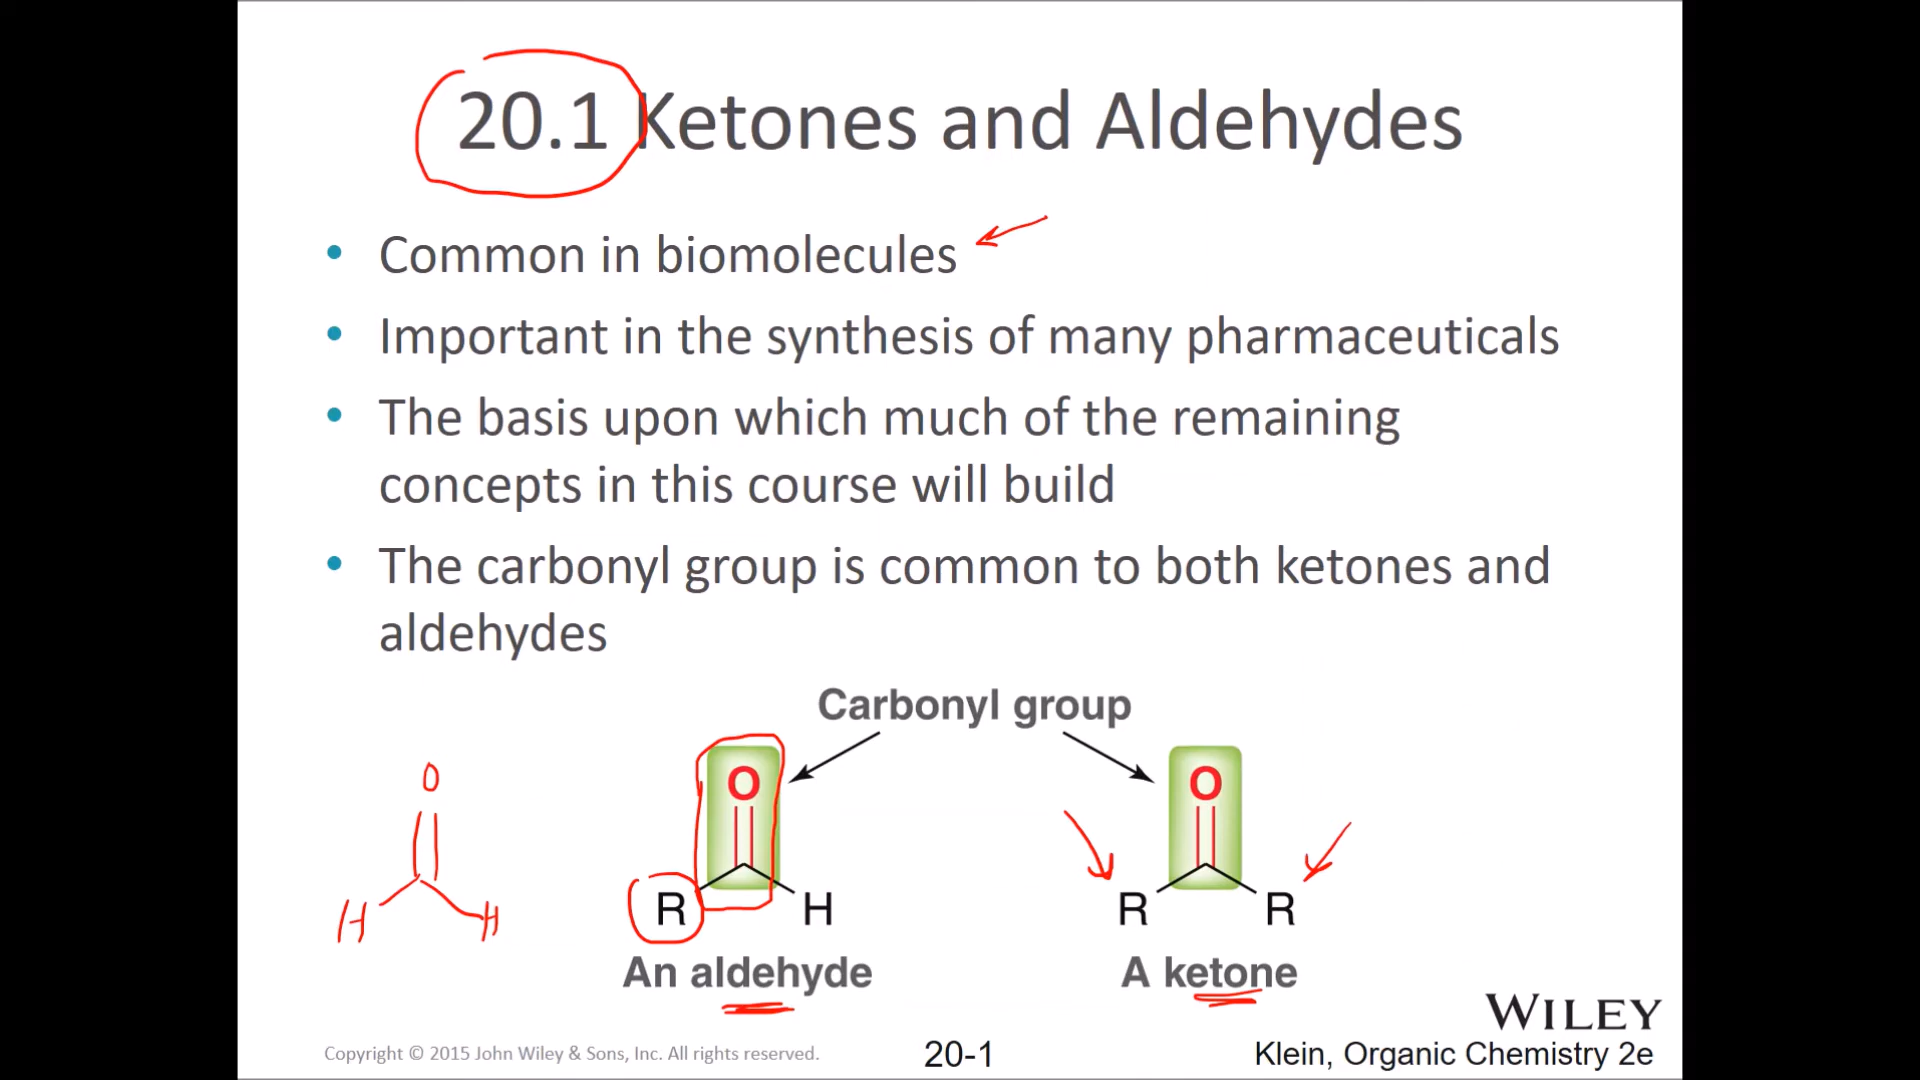 20.1 Ketones and Aldehydes
• Common in biomolecules
• Important in the synthesis of many pharmaceuticals
• The basis upon which much of the remaining
concepts in this course will build
• The carbonyl group is common to both ketones and
aldehydes
Carbonyl group
O
O
O
H
H
R
H
R
R
An aldehyde
A ketone
WILEY
Copyright © 2015 John Wiley & Sons, Inc. All rights reserved.
20-1
Klein, Organic Chemistry 2e